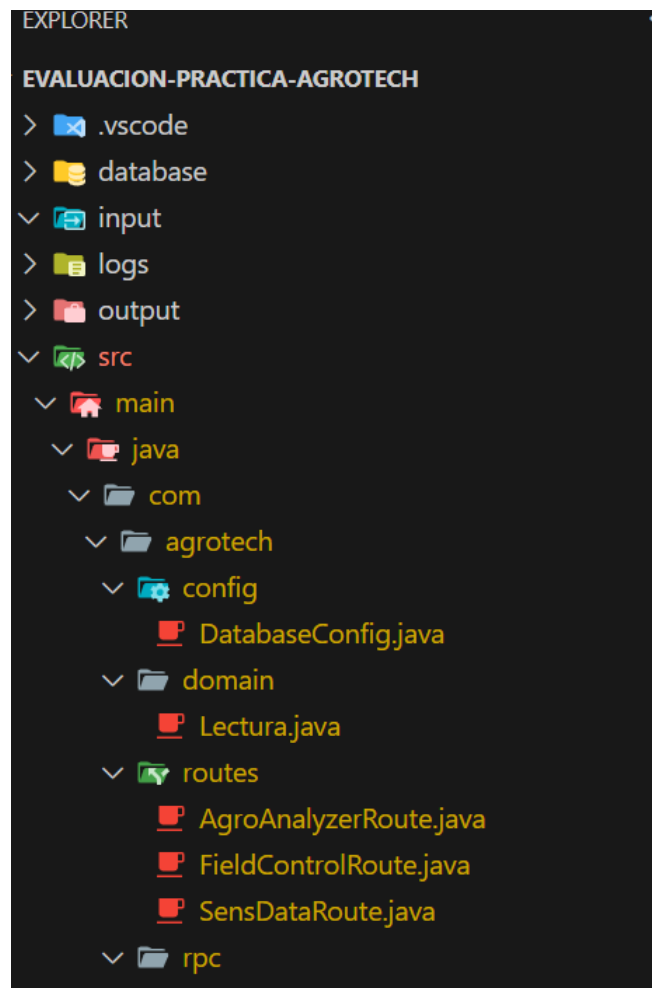 EXPLORER
EVALUACION-PRACTICA-AGROTECH
.vscode
database
input
logs
output
src
main
java
com
agrotech
config
DatabaseConfig.java
domain
Lectura.java
routes
AgroAnalyzerRoute.java
FieldControlRoute.java
SensDataRoute.java
rpc